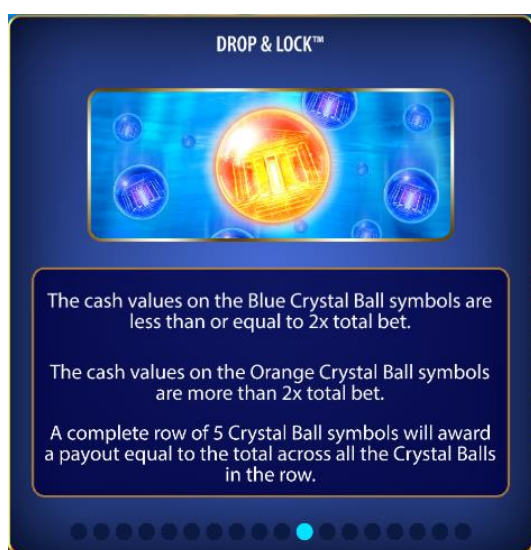 DROP & LOCK™
The cash values on the Blue Crystal Ball symbols are
less than or equal to 2x total bet.
The cash values on the Orange Crystal Ball symbols
are more than 2x total bet.
A complete row of 5 Crystal Ball symbols will award
a payout equal to the total across all the Crystal Balls
in the row.